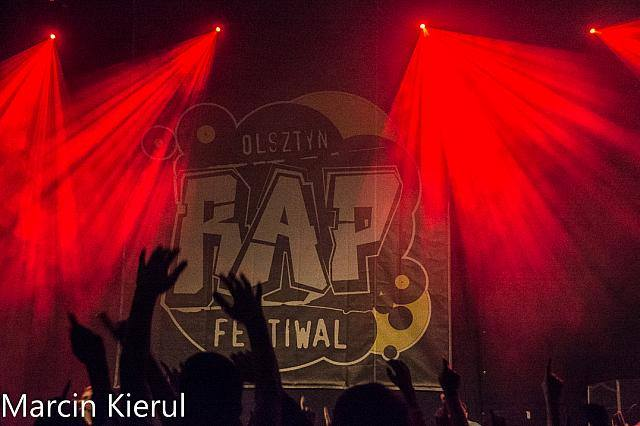 OLSZTYN
RAP
FESTIWAL
Marcin Kierul